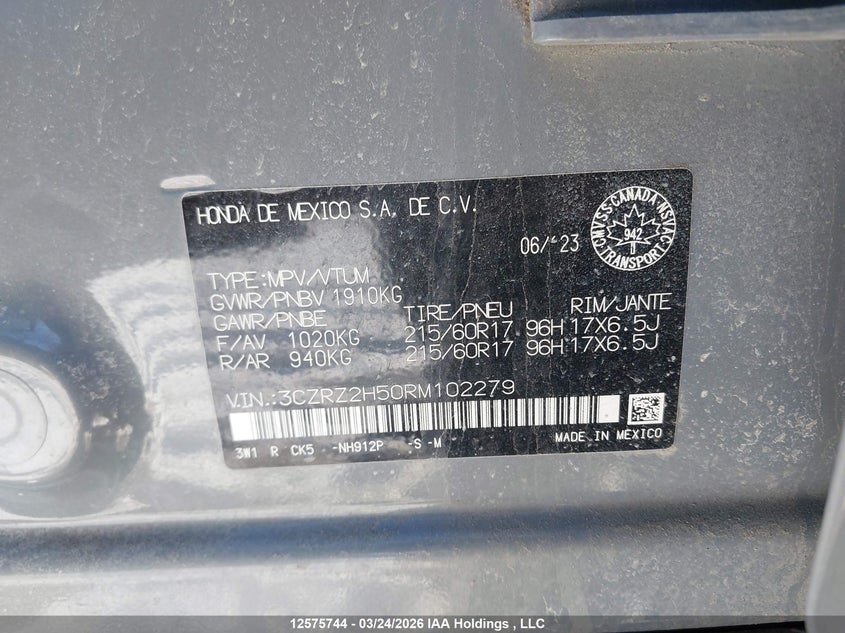 HONDA DE MEXICO S.A. DE C.V.
06/23
CMVSS-CANADA-NSVAC
942
TRANSPORT
TYPE:MPV/VTUM
GVWR/PNBV 1910KG
GAWR/PNBE TIRE/PNEU RIM/JANTE
F/AV 1020KG 215/60R17 96H 17X6.5J
R/AR 940KG 215/60R17 96H 17X6.5J
V.I.N.:3CZRZ2H50RM102279
3W1 R CK5 -NH912P -S -M
MADE IN MEXICO
12575744 - 03/24/2026 IAA Holdings , LLC